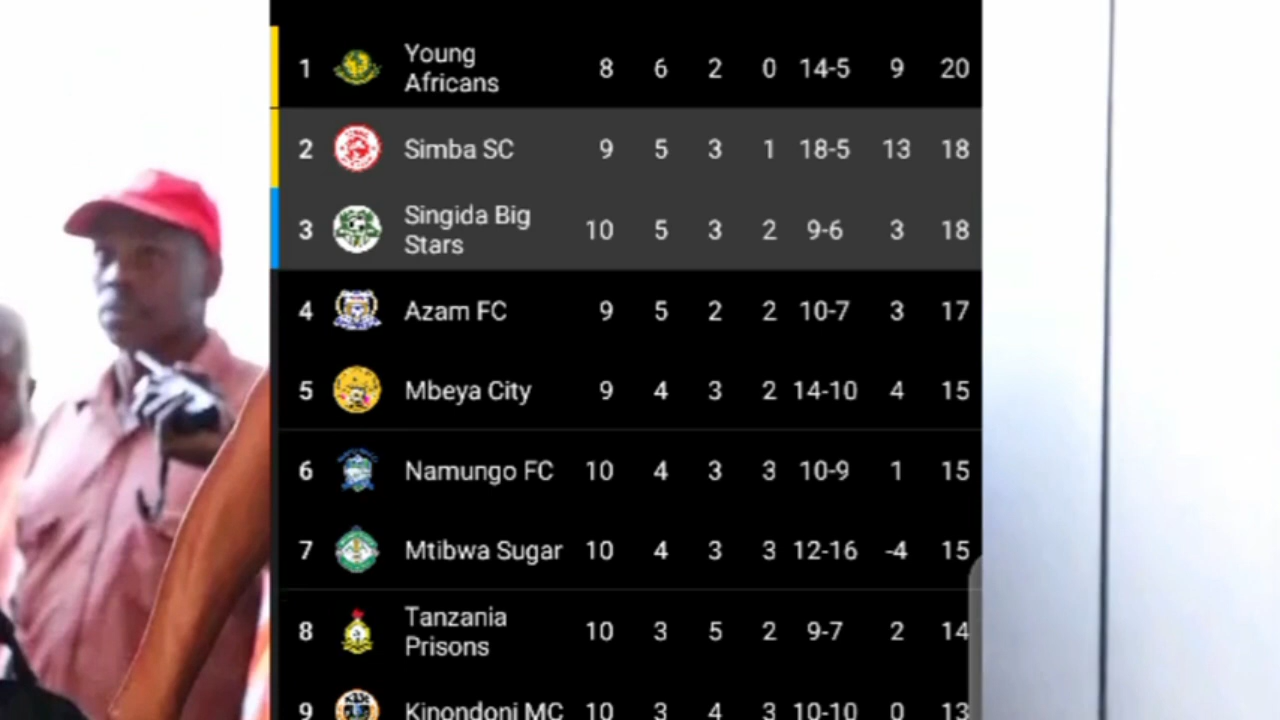 1 Young Africans 8 6 2 0 14-5 9 20
2 Simba SC 9 5 3 1 18-5 13 18
3 Singida Big Stars 10 5 3 2 9-6 3 18
4 Azam FC 9 5 2 2 10-7 3 17
5 Mbeya City 9 4 3 2 14-10 4 15
6 Namungo FC 10 4 3 3 10-9 1 15
7 Mtibwa Sugar 10 4 3 3 12-16 -4 15
8 Tanzania Prisons 10 3 5 2 9-7 2 14
9 Kinondoni MC 10 3 4 3 10-10 0 13